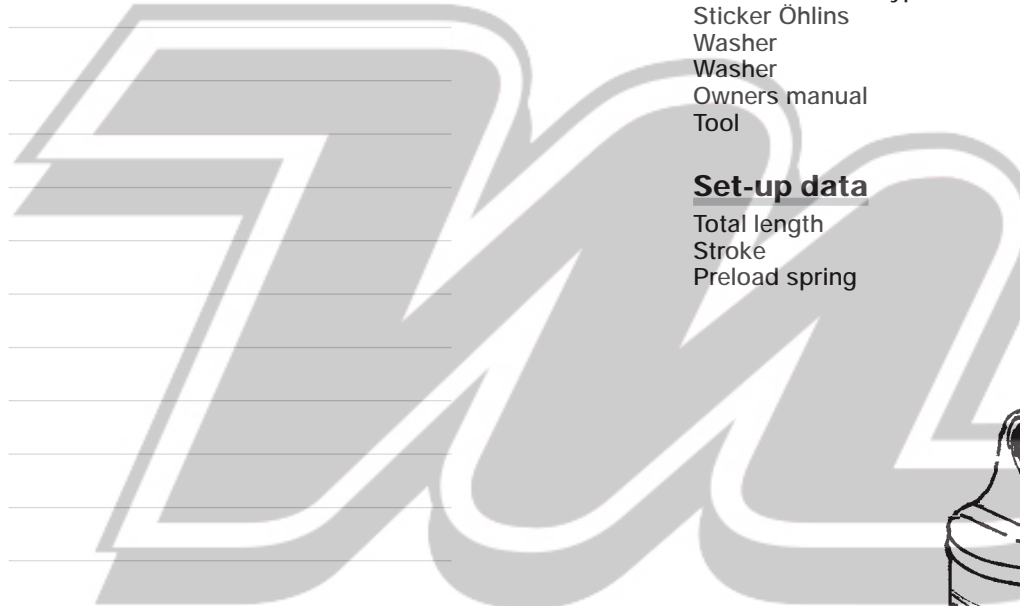 Sticker Öhlins
Washer
Washer
Owners manual
Tool
Set-up data
Total length
Stroke
Preload spring